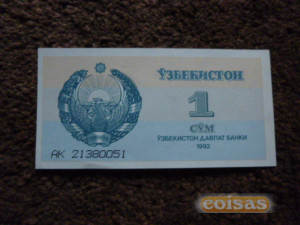 ЎЗБЕКИСТОН
1
СЎМ
ЎЗБЕКИСТОН ДАВЛАТ БАНКИ
1992
АК 21380051
coisas